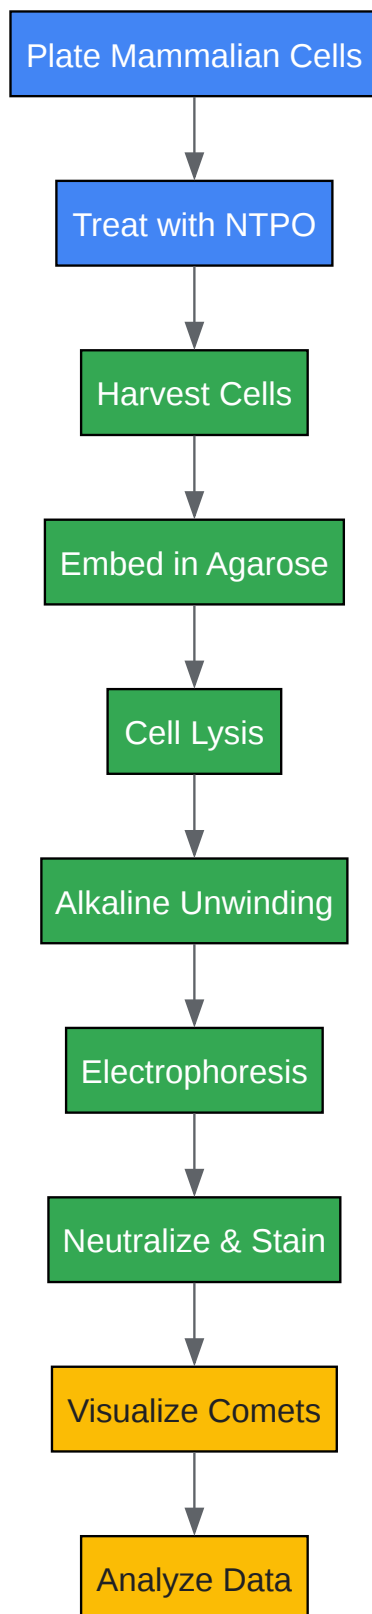 Plate Mammalian Cells
Treat with NTPO
Harvest Cells
Embed in Agarose
Cell Lysis
Alkaline Unwinding
Electrophoresis
Neutralize & Stain
Visualize Comets
Analyze Data